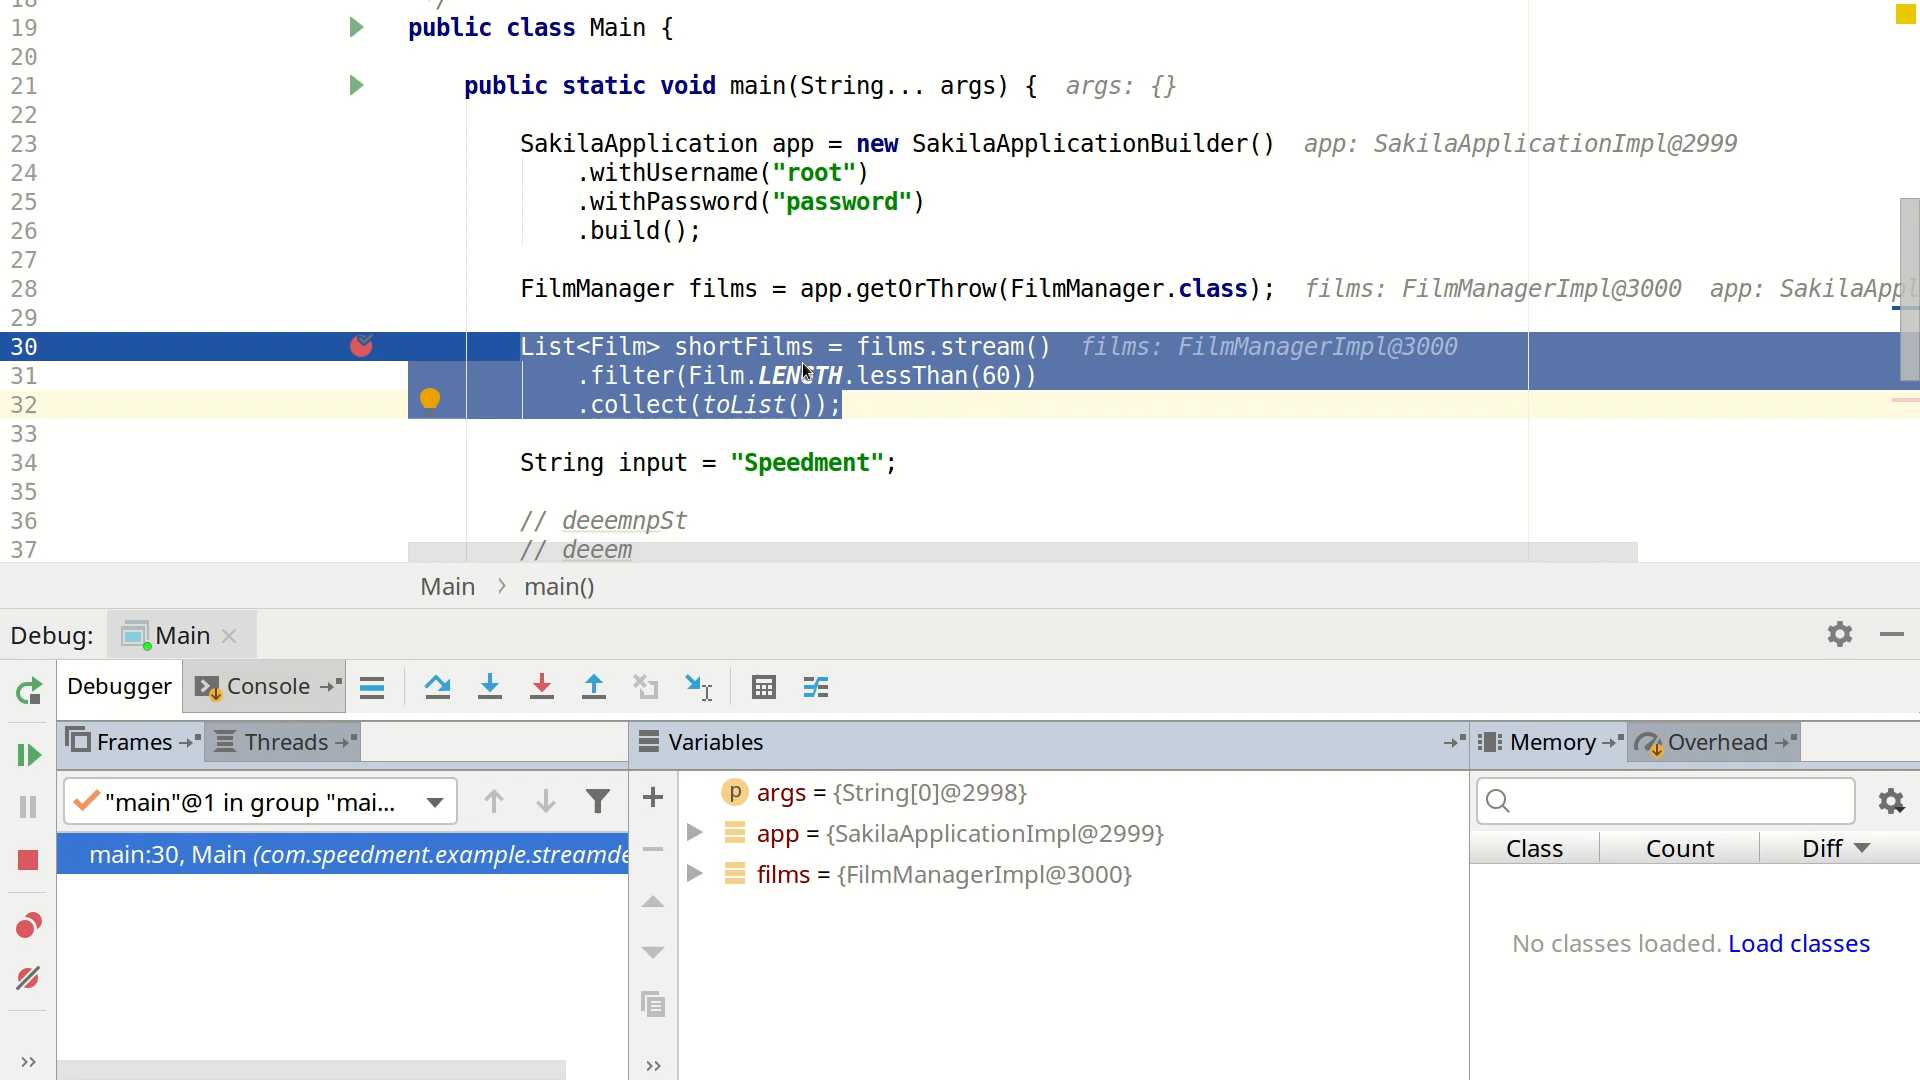 18 */
19 public class Main {
20
21 public static void main(String... args) { args: {}
22
23 SakilaApplication app = new SakilaApplicationBuilder() app: SakilaApplicationImpl@2999
24 .withUsername("root")
25 .withPassword("password")
26 .build();
27
28 FilmManager films = app.getOrThrow(FilmManager.class); films: FilmManagerImpl@3000 app: SakilaAppl
29
30 List<Film> shortFilms = films.stream() films: FilmManagerImpl@3000
31 .filter(Film.LENGTH.lessThan(60))
32 .collect(toList());
33
34 String input = "Speedment";
35
36 // deeemnpSt
37 // deeem
Main > main()
Debug: Main
Debugger Console
Frames Threads Variables Memory Overhead
"main"@1 in group "mai...
main:30, Main (com.speedment.example.streamde
p args = {String[0]@2998}
app = {SakilaApplicationImpl@2999}
films = {FilmManagerImpl@3000}
Class Count Diff
No classes loaded. Load classes